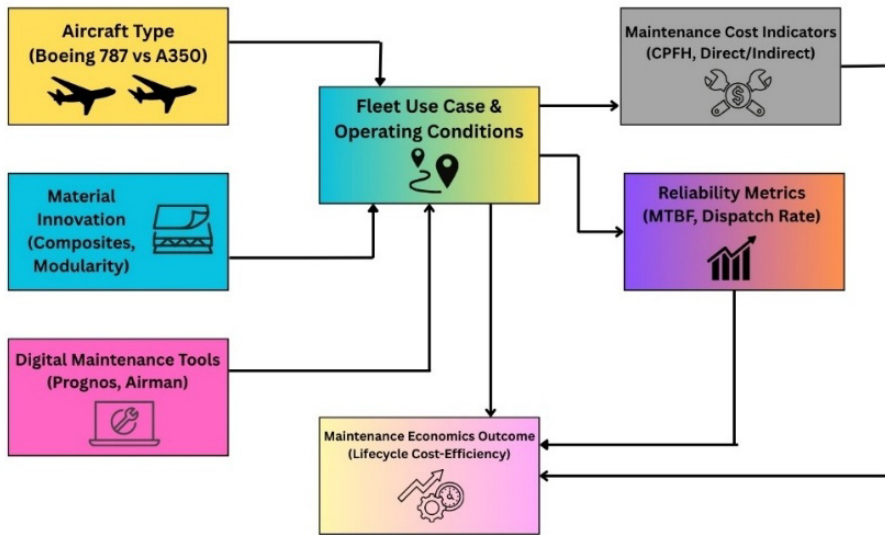 Aircraft Type
(Boeing 787 vs A350)
Maintenance Cost Indicators
(CPFH, Direct/Indirect)
$
Fleet Use Case &
Operating Conditions
Material
Innovation
(Composites,
Modularity)
Reliability Metrics
(MTBF, Dispatch Rate)
Digital Maintenance Tools
(Prognos, Airman)
Maintenance Economics Outcome
(Lifecycle Cost-Efficiency)